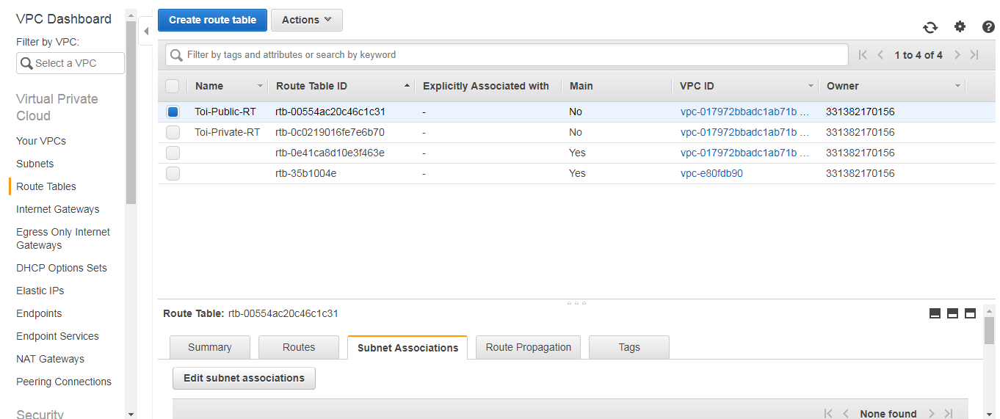 VPC Dashboard
Filter by VPC:
Select a VPC
Virtual Private
Cloud
Your VPCs
Subnets
Route Tables
Internet Gateways
Egress Only Internet
Gateways
DHCP Options Sets
Elastic IPs
Endpoints
Endpoint Services
NAT Gateways
Peering Connections
Security
Create route table Actions
Filter by tags and attributes or search by keyword 1 to 4 of 4
Name Route Table ID Explicitly Associated with Main VPC ID Owner
Toi-Public-RT rtb-00554ac20c46c1c31 - No vpc-017972bbadc1ab71b ... 331382170156
Toi-Private-RT rtb-0c0219016fe7e6b70 - No vpc-017972bbadc1ab71b ... 331382170156
rtb-0e41ca8d10e3f463e - Yes vpc-017972bbadc1ab71b ... 331382170156
rtb-35b1004e - Yes vpc-e80fdb90 331382170156
Route Table: rtb-00554ac20c46c1c31
Summary Routes Subnet Associations Route Propagation Tags
Edit subnet associations
None found